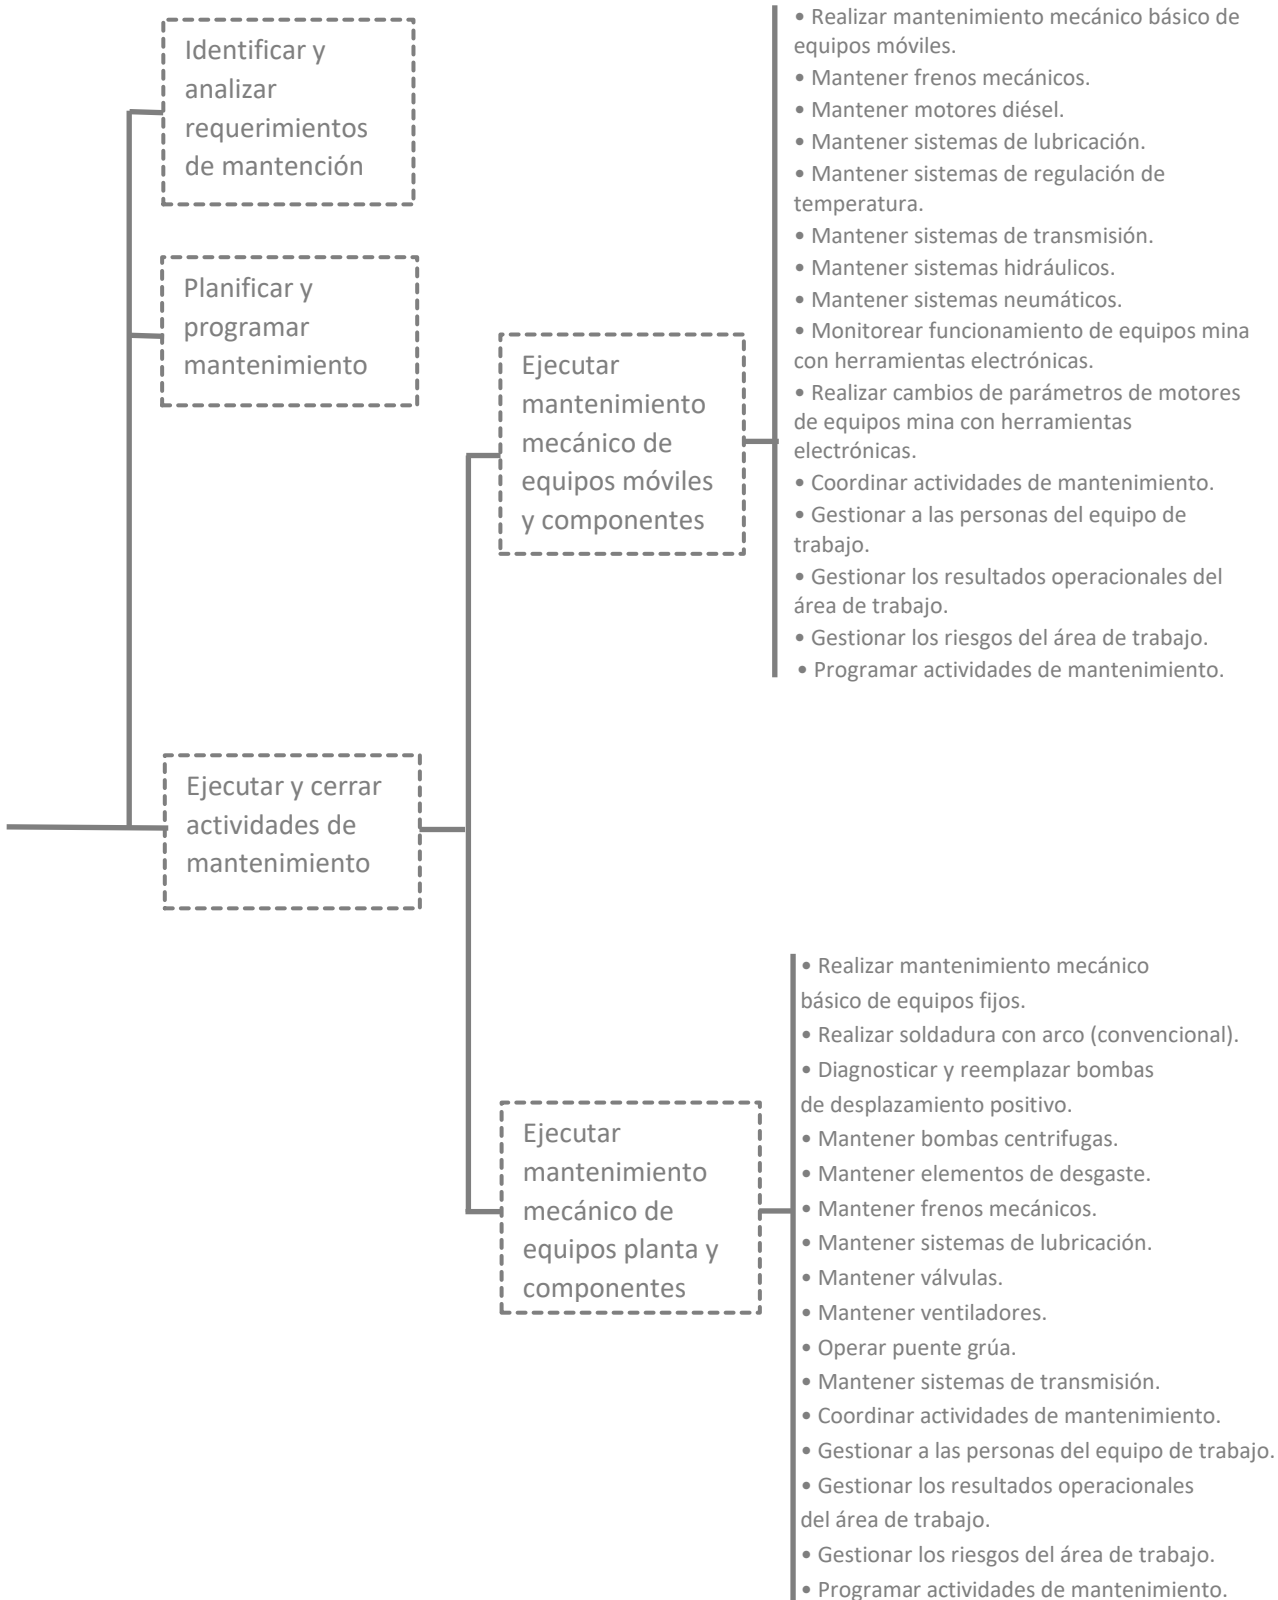 Identificar y
analizar
requerimientos
de mantención
Planificar y
programar
mantenimiento
Ejecutar y cerrar
actividades de
mantenimiento
Ejecutar
mantenimiento
mecánico de
equipos móviles
y componentes
• Realizar mantenimiento mecánico básico de
equipos móviles.
• Mantener frenos mecánicos.
• Mantener motores diésel.
• Mantener sistemas de lubricación.
• Mantener sistemas de regulación de
temperatura.
• Mantener sistemas de transmisión.
• Mantener sistemas hidráulicos.
• Mantener sistemas neumáticos.
• Monitorear funcionamiento de equipos mina
con herramientas electrónicas.
• Realizar cambios de parámetros de motores
de equipos mina con herramientas
electrónicas.
• Coordinar actividades de mantenimiento.
• Gestionar a las personas del equipo de
trabajo.
• Gestionar los resultados operacionales del
área de trabajo.
• Gestionar los riesgos del área de trabajo.
• Programar actividades de mantenimiento.
Ejecutar
mantenimiento
mecánico de
equipos planta y
componentes
• Realizar mantenimiento mecánico
básico de equipos fijos.
• Realizar soldadura con arco (convencional).
• Diagnosticar y reemplazar bombas
de desplazamiento positivo.
• Mantener bombas centrifugas.
• Mantener elementos de desgaste.
• Mantener frenos mecánicos.
• Mantener sistemas de lubricación.
• Mantener válvulas.
• Mantener ventiladores.
• Operar puente grúa.
• Mantener sistemas de transmisión.
• Coordinar actividades de mantenimiento.
• Gestionar a las personas del equipo de trabajo.
• Gestionar los resultados operacionales
del área de trabajo.
• Gestionar los riesgos del área de trabajo.
• Programar actividades de mantenimiento.